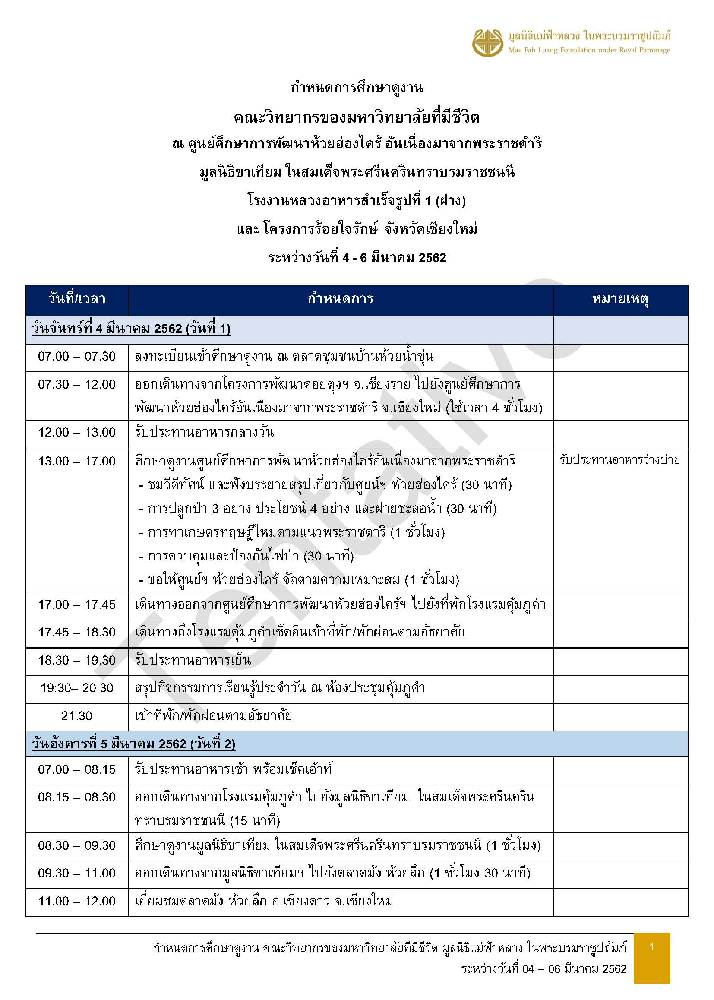 มูลนิธิแม่ฟ้าหลวง ในพระบรมราชูปถัมภ์
Mae Fah Luang Foundation under Royal Patronage
กำหนดการศึกษาดูงาน
คณะวิทยากรของมหาวิทยาลัยที่มีชีวิต
ณ ศูนย์ศึกษาการพัฒนาห้วยฮ่องไคร้ อันเนื่องมาจากพระราชดำริ
มูลนิธิขาเทียม ในสมเด็จพระศรีนครินทราบรมราชชนนี
โรงงานหลวงอาหารสำเร็จรูปที่ 1 (ฝาง)
และ โครงการร้อยใจรักษ์ จังหวัดเชียงใหม่
ระหว่างวันที่ 4 - 6 มีนาคม 2562
Tentative
วันที่/เวลา กำหนดการ หมายเหตุ
วันจันทร์ที่ 4 มีนาคม 2562 (วันที่ 1)
07.00 – 07.30 ลงทะเบียนเข้าศึกษาดูงาน ณ ตลาดชุมชนบ้านห้วยน้ำขุ่น
07.30 – 12.00 ออกเดินทางจากโครงการพัฒนาดอยตุงฯ จ.เชียงราย ไปยังศูนย์ศึกษาการ
พัฒนาห้วยฮ่องไคร้อันเนื่องมาจากพระราชดำริ จ.เชียงใหม่ (ใช้เวลา 4 ชั่วโมง)
12.00 – 13.00 รับประทานอาหารกลางวัน
13.00 – 17.00 ศึกษาดูงานศูนย์ศึกษาการพัฒนาห้วยฮ่องไคร้อันเนื่องมาจากพระราชดำริ รับประทานอาหารว่างบ่าย
- ชมวีดีทัศน์ และฟังบรรยายสรุปเกี่ยวกับศูยน์ฯ ห้วยฮ่องไคร้ (30 นาที)
- การปลูกป่า 3 อย่าง ประโยชน์ 4 อย่าง และฝายชะลอน้ำ (30 นาที)
- การทำเกษตรทฤษฎีใหม่ตามแนวพระราชดำริ (1 ชั่วโมง)
- การควบคุมและป้องกันไฟป่า (30 นาที)
- ขอให้ศูนย์ฯ ห้วยฮ่องไคร้ จัดตามความเหมาะสม (1 ชั่วโมง)
17.00 – 17.45 เดินทางออกจากศูนย์ศึกษาการพัฒนาห้วยฮ่องไคร้ฯ ไปยังที่พักโรงแรมคุ้มภูคำ
17.45 – 18.30 เดินทางถึงโรงแรมคุ้มภูคำเช็คอินเข้าที่พัก/พักผ่อนตามอัธยาศัย
18.30 – 19.30 รับประทานอาหารเย็น
19:30– 20.30 สรุปกิจกรรมการเรียนรู้ประจำวัน ณ ห้องประชุมคุ้มภูคำ
21.30 เข้าที่พัก/พักผ่อนตามอัธยาศัย
วันอังคารที่ 5 มีนาคม 2562 (วันที่ 2)
07.00 – 08.15 รับประทานอาหารเช้า พร้อมเช็คเอ้าท์
08.15 – 08.30 ออกเดินทางจากโรงแรมคุ้มภูคำ ไปยังมูลนิธิขาเทียม ในสมเด็จพระศรีนคริน
ทราบรมราชชนนี (15 นาที)
08.30 – 09.30 ศึกษาดูงานมูลนิธิขาเทียม ในสมเด็จพระศรีนครินทราบรมราชชนนี (1 ชั่วโมง)
09.30 – 11.00 ออกเดินทางจากมูลนิธิขาเทียมฯ ไปยังตลาดม้ง ห้วยลึก (1 ชั่วโมง 30 นาที)
11.00 – 12.00 เยี่ยมชมตลาดม้ง ห้วยลึก อ.เชียงดาว จ.เชียงใหม่
กำหนดการศึกษาดูงาน คณะวิทยากรของมหาวิทยาลัยที่มีชีวิต มูลนิธิแม่ฟ้าหลวง ในพระบรมราชูปถัมภ์ 1
ระหว่างวันที่ 04 – 06 มีนาคม 2562